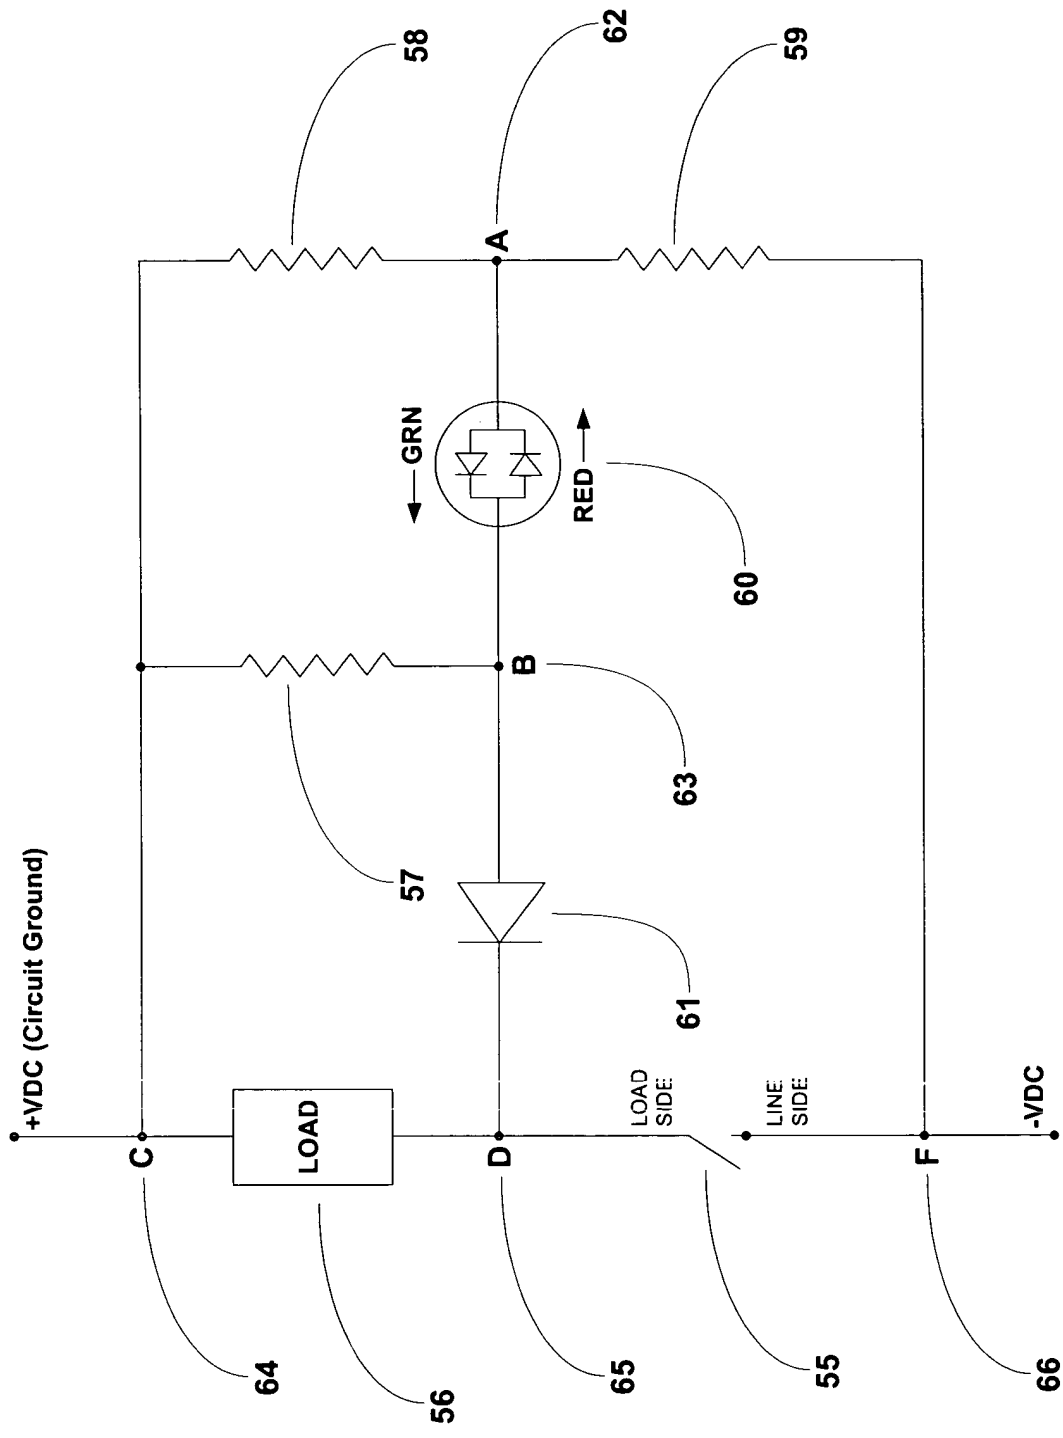 +VDC (Circuit Ground)
C
64
LOAD
56
57
GRN
58
D
B
A
RED
65
62
LOAD
SIDE
61
63
60
LINE
SIDE
59
55
F
-VDC
66